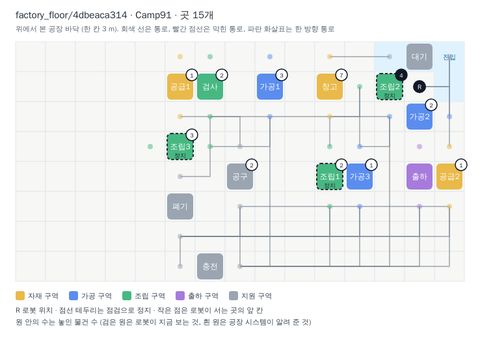 factory_floor/4dbeaca314 · Camp91 · 곳 15개
위에서 본 공장 바닥 (한 칸 3 m). 회색 선은 통로, 빨간 점선은 막힌 통로, 파란 화살표는 한 방향 통로
대기
진입
1
2
3
7
4
공급1
검사
가공1
창고
조립2
정지
R
2
가공2
3
조립3
정지
2
공구
2
조립1
정지
1
가공3
출하
1
공급2
폐기
충전
자재 구역
가공 구역
조립 구역
출하 구역
지원 구역
R 로봇 위치 · 점선 테두리는 점검으로 정지 · 작은 점은 로봇이 서는 곳의 앞 칸
원 안의 수는 놓인 물건 수 (검은 원은 로봇이 지금 보는 것, 흰 원은 공장 시스템이 알려 준 것)